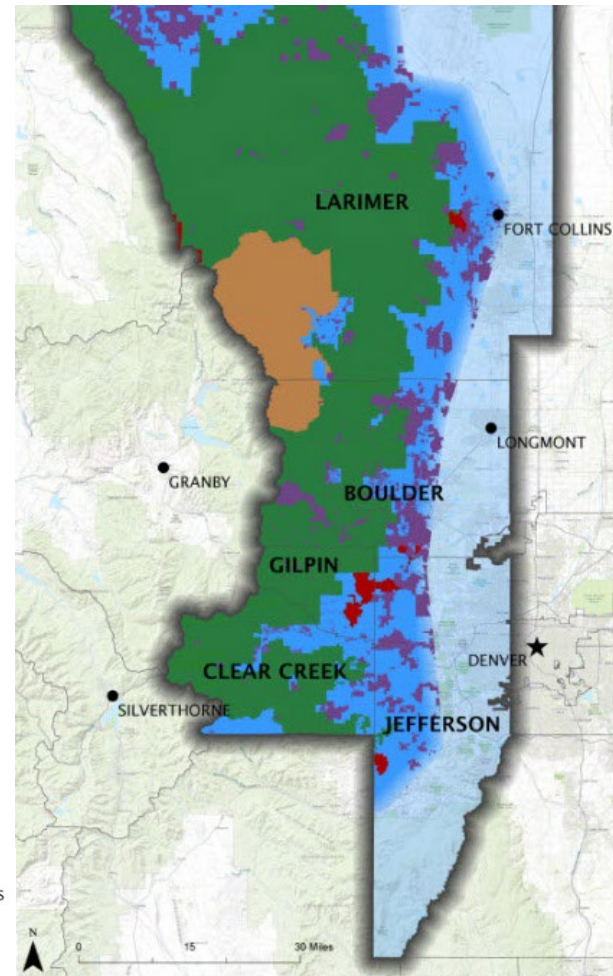 LARIMER
FORT COLLINS
LONGMONT
GRANBY
BOULDER
GILPIN
DENVER
CLEAR CREEK
SILVERTHORNE
JEFFERSON
s
N
0 15 30 Miles